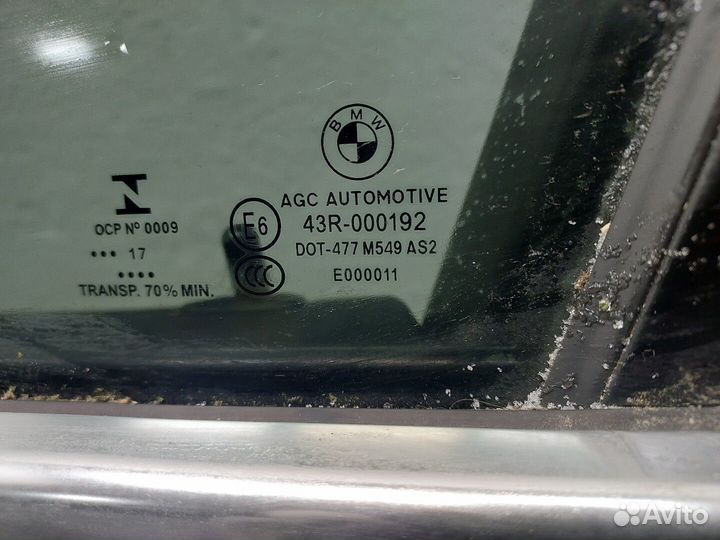 BMW
AGC AUTOMOTIVE
43R-000192
DOT-477 M549 AS2
E000011
E6
CCC
OCP Nº 0009
••• 17
••••
TRANSP. 70% MIN.
Avito